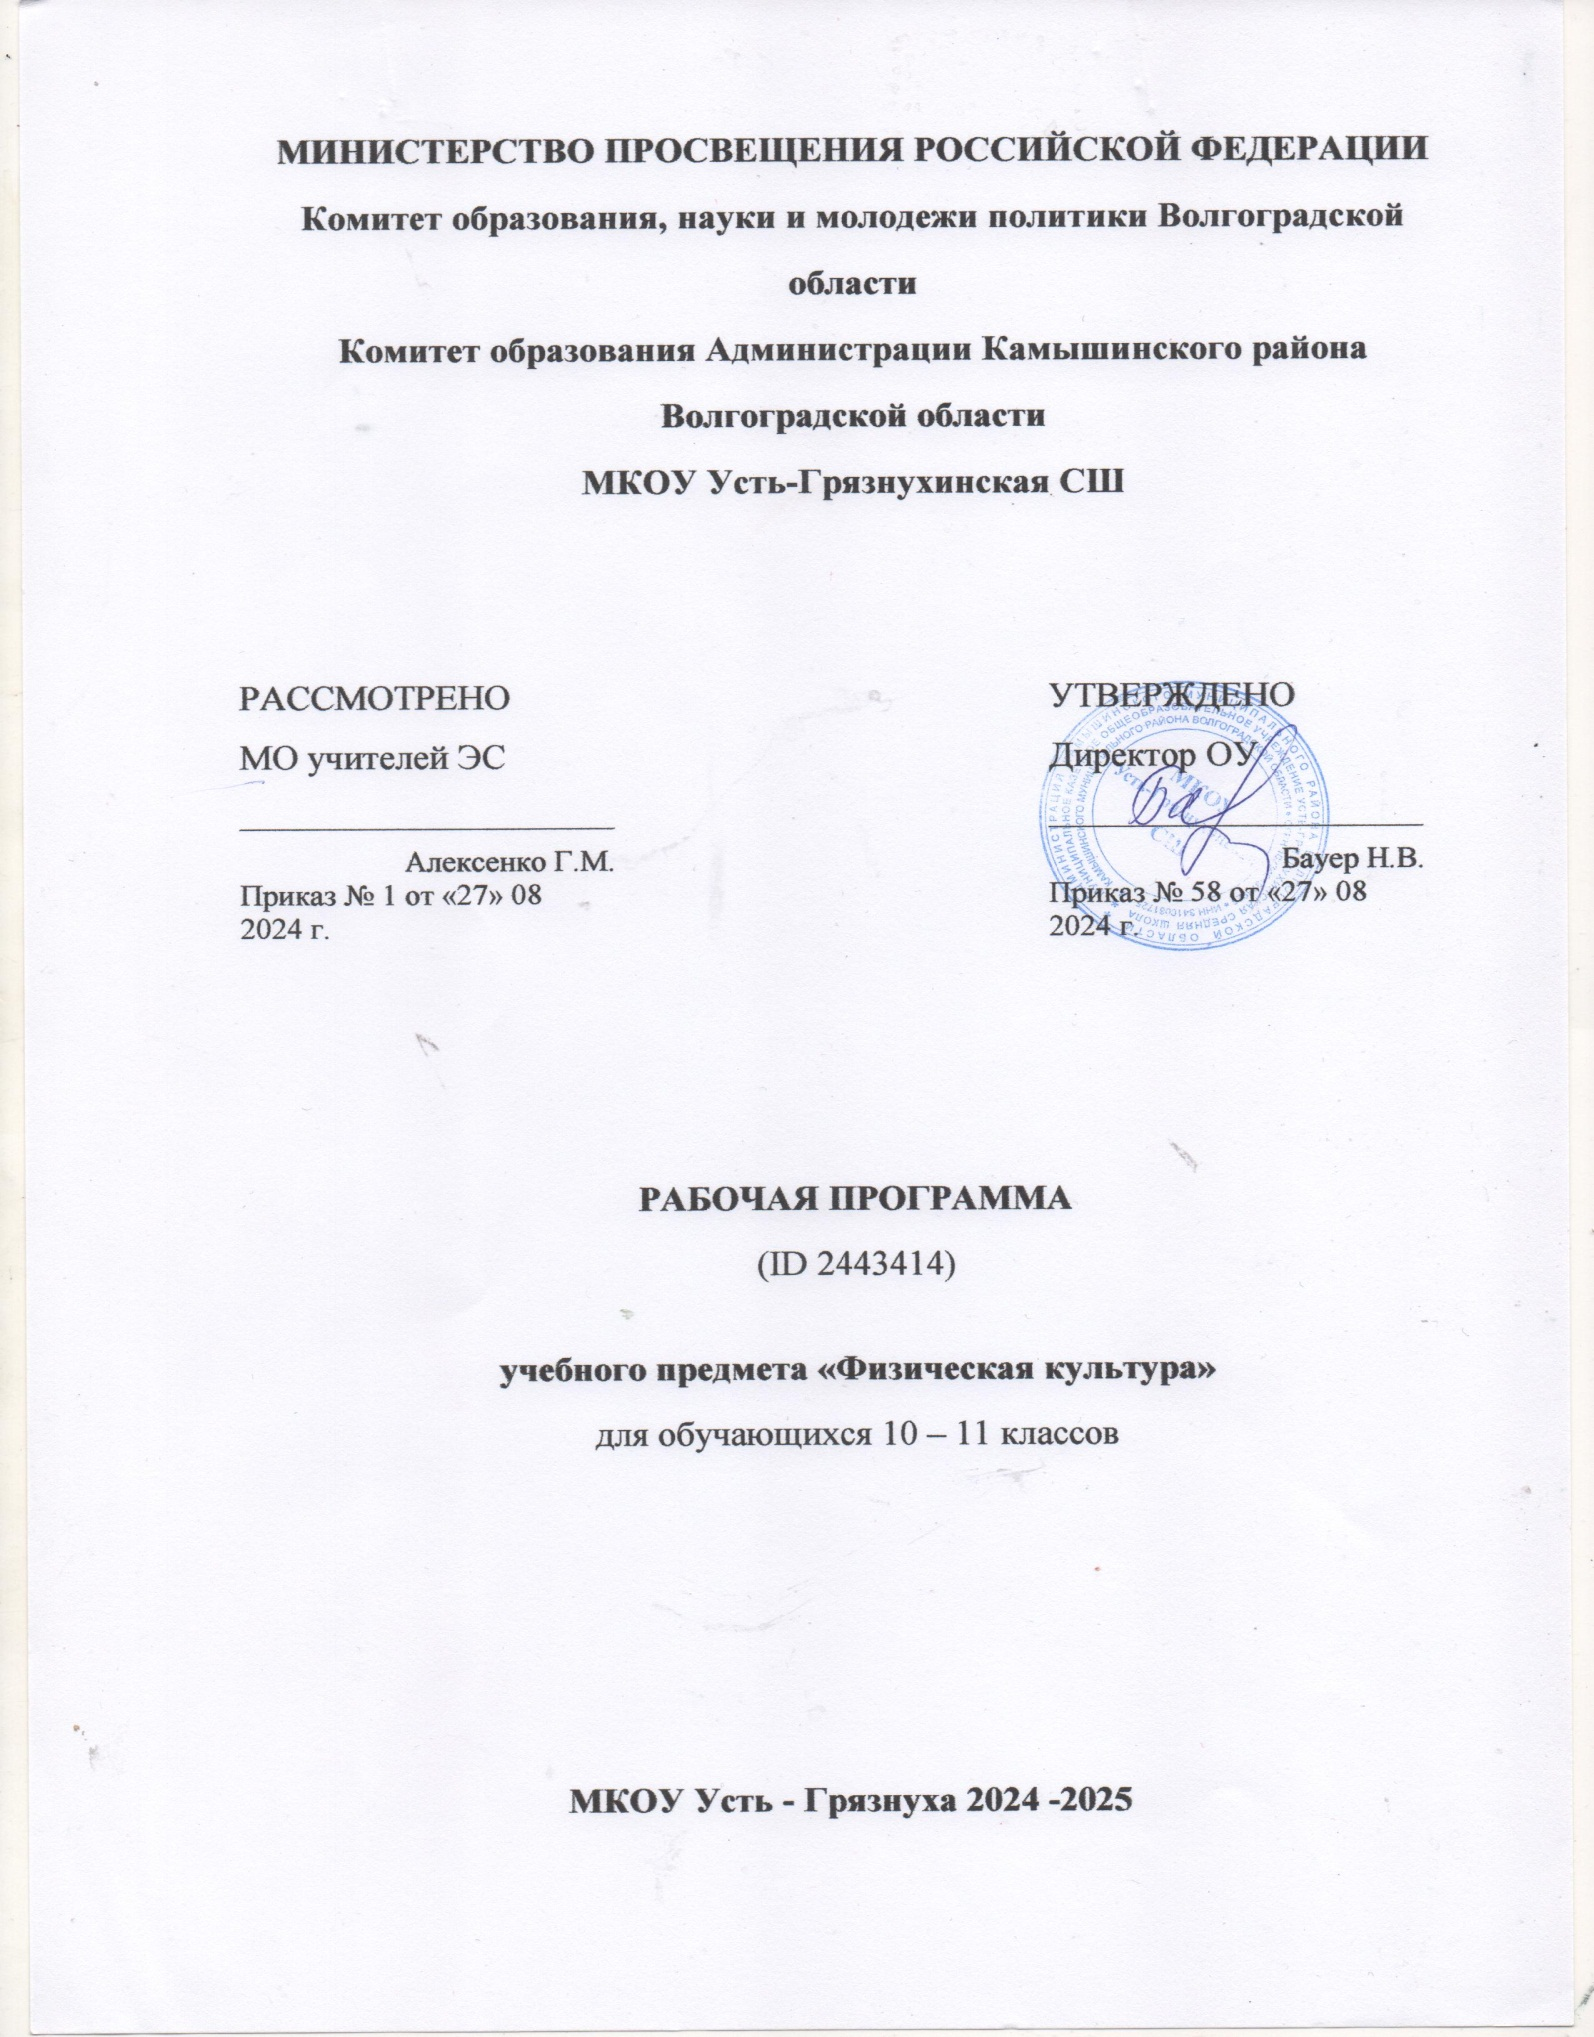 МИНИСТЕРСТВО ПРОСВЕЩЕНИЯ РОССИЙСКОЙ ФЕДЕРАЦИИ
Комитет образования, науки и молодежи политики Волгоградской
области
Комитет образования Администрации Камышинского района
Волгоградской области
МКОУ Усть-Грязнухинская СШ
РАССМОТРЕНО
МО учителей ЭС
Алексенко Г.М.
Приказ № 1 от «27» 08
2024 г.
УТВЕРЖДЕНО
Директор ОУ
МКОУ
Бауер Н.В.
Приказ № 58 от «27» 08
2024 г.
РАБОЧАЯ ПРОГРАММА
(ID 2443414)
учебного предмета «Физическая культура»
для обучающихся 10 – 11 классов
МКОУ Усть - Грязнуха 2024 -2025